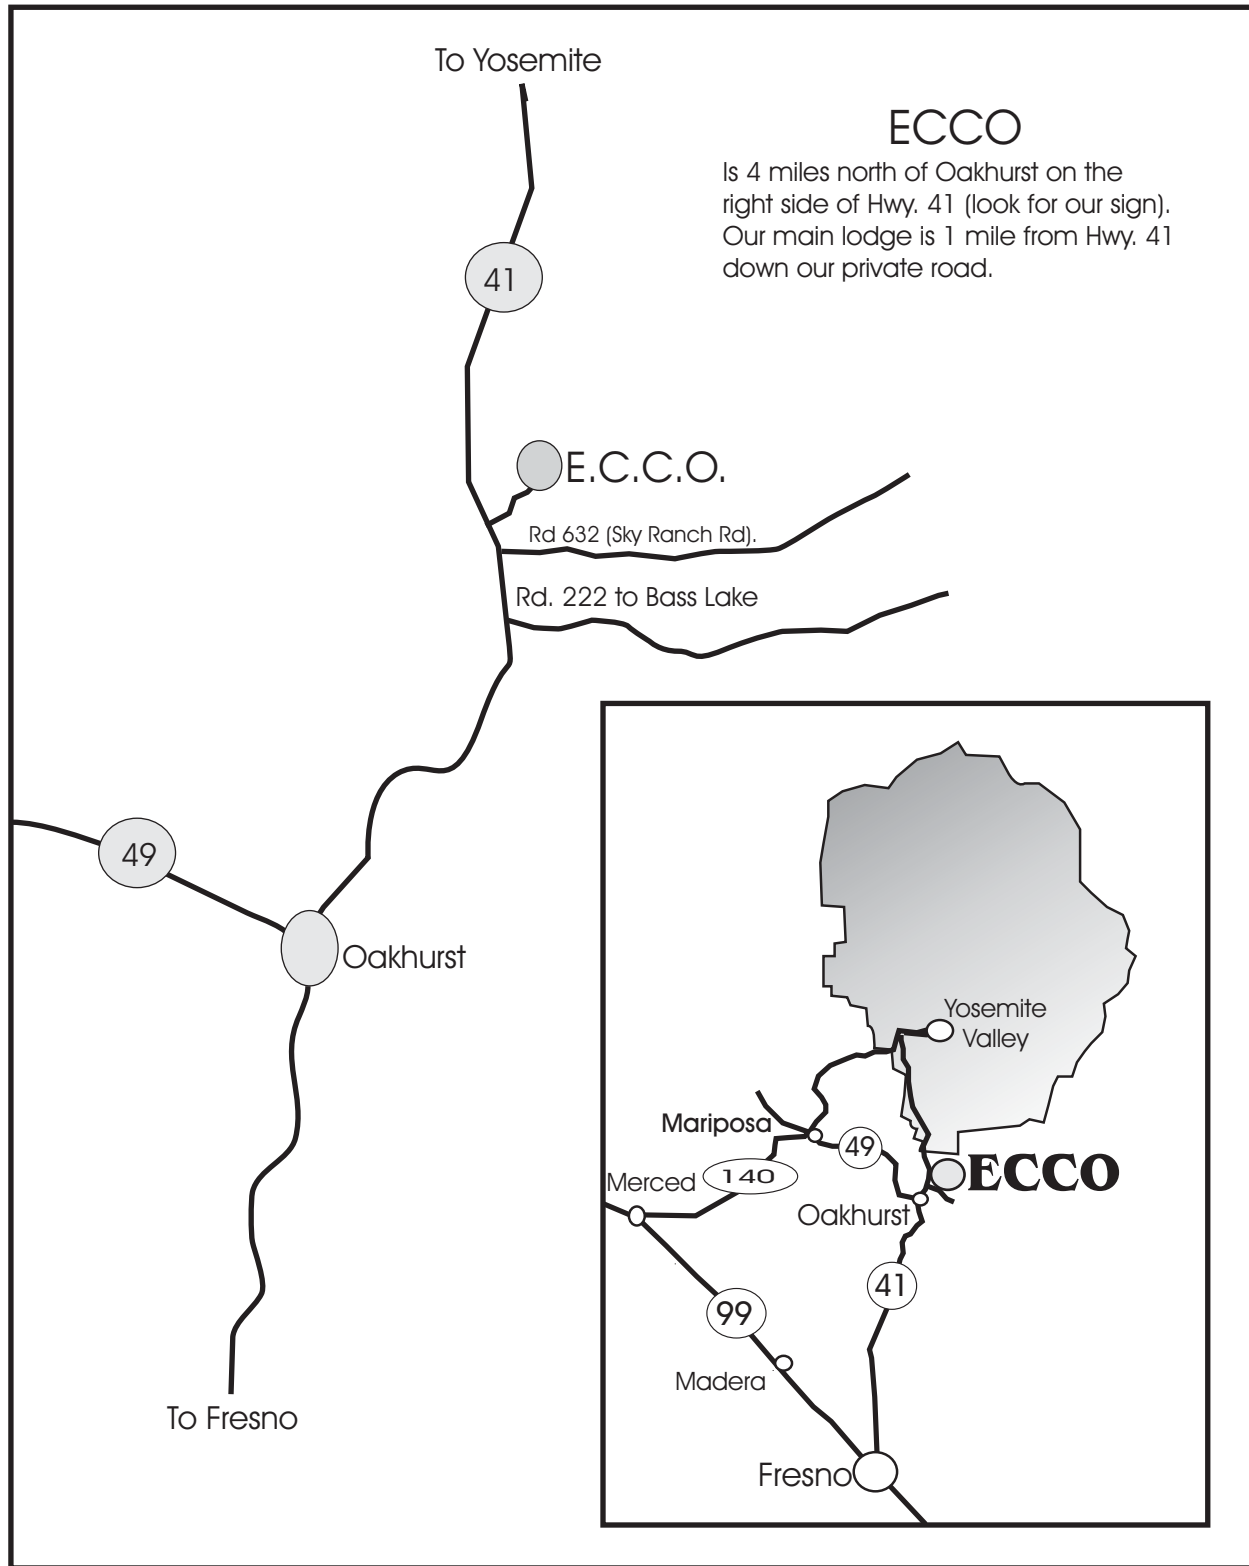 To Yosemite
ECCO
Is 4 miles north of Oakhurst on the
right side of Hwy. 41 (look for our sign).
Our main lodge is 1 mile from Hwy. 41
down our private road.
41
E.C.C.O.
Rd 632 (Sky Ranch Rd).
Rd. 222 to Bass Lake
49
Oakhurst
To Fresno
Yosemite
Valley
Mariposa
49
140
Merced
ECCO
Oakhurst
41
99
Madera
Fresno